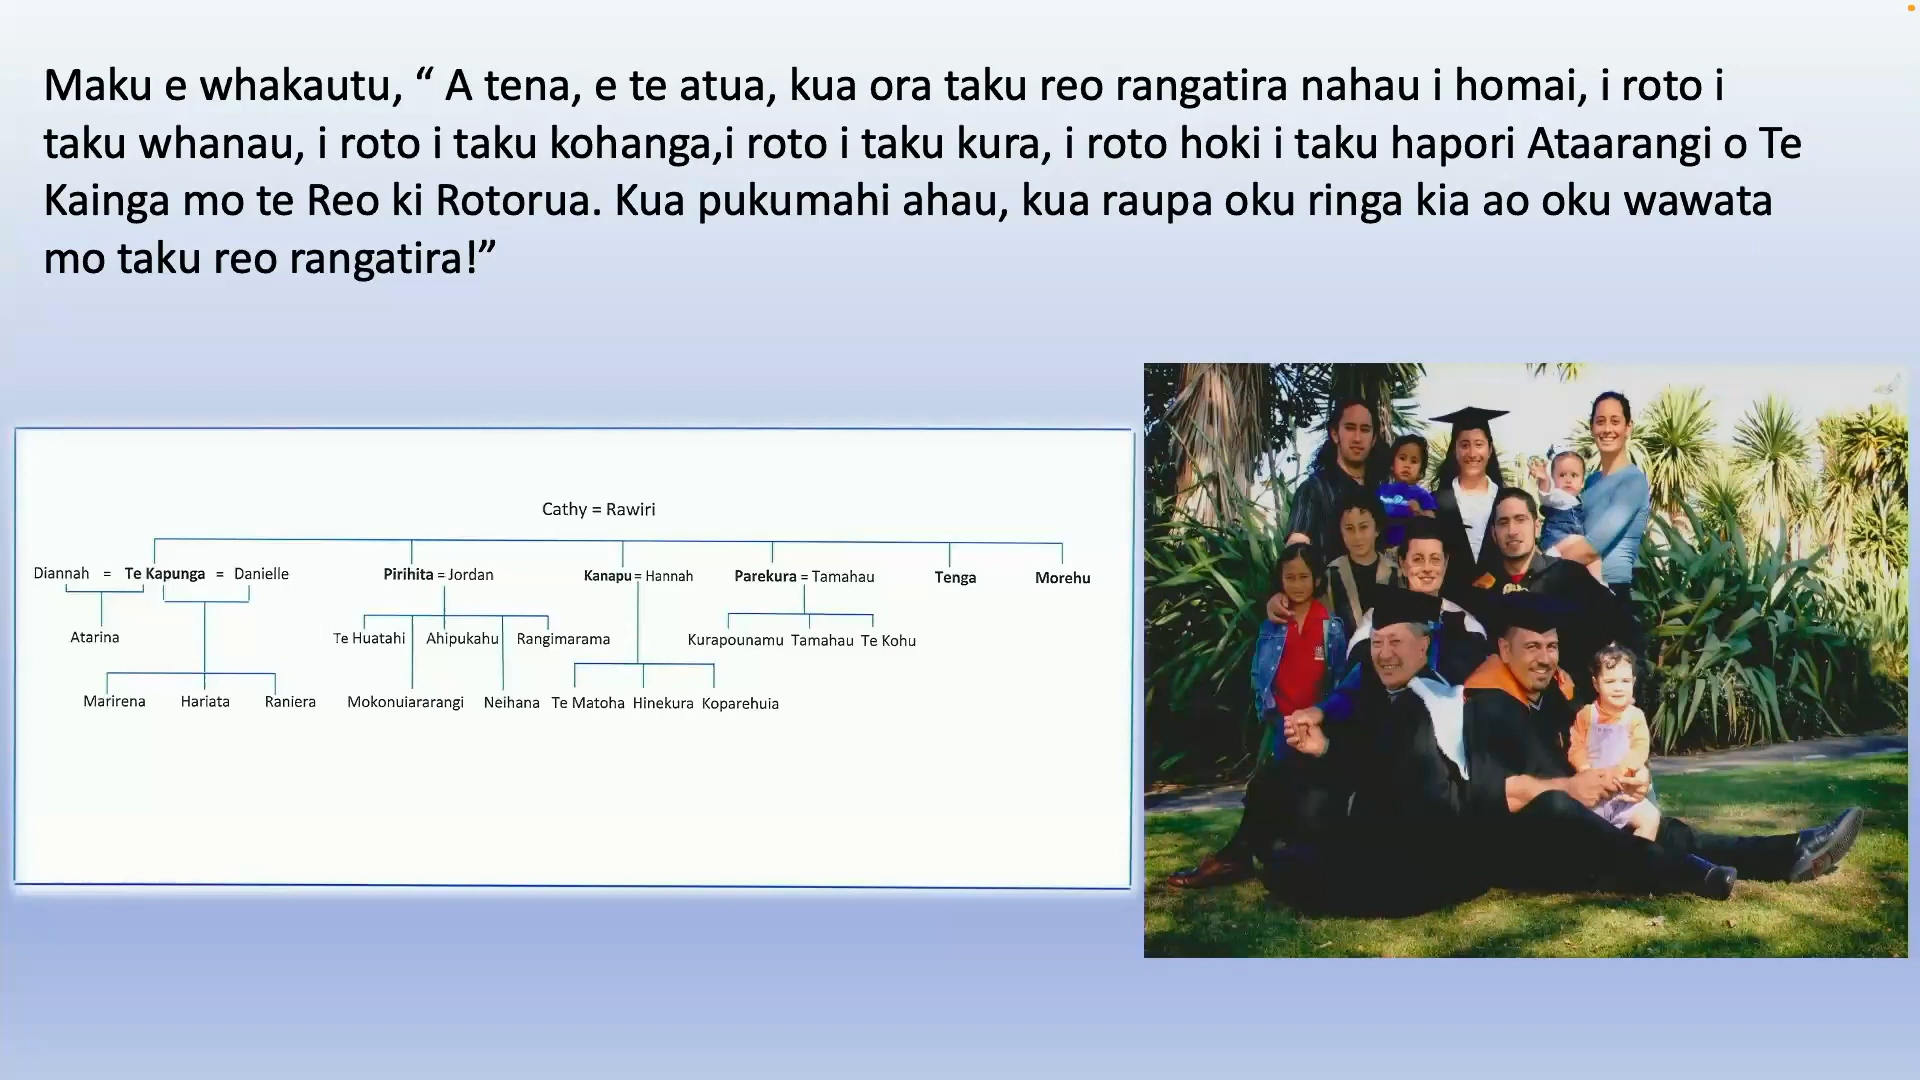 Maku e whakautu, “ A tena, e te atua, kua ora taku reo rangatira nahau i homai, i roto i
taku whanau, i roto i taku kohanga,i roto i taku kura, i roto hoki i taku hapori Ataarangi o Te
Kainga mo te Reo ki Rotorua. Kua pukumahi ahau, kua raupa oku ringa kia ao oku wawata
mo taku reo rangatira!”
Cathy = Rawiri
Diannah = Te Kapunga = Danielle
Pirihita = Jordan
Kanapu = Hannah
Parekura = Tamahau
Tenga
Morehu
Atarina
Te Huatahi Ahipukahu Rangimarama
Kurapounamu Tamahau Te Kohu
Marirena Hariata Raniera
Mokonuiararangi Neihana
Te Matoha Hinekura Koparehuia